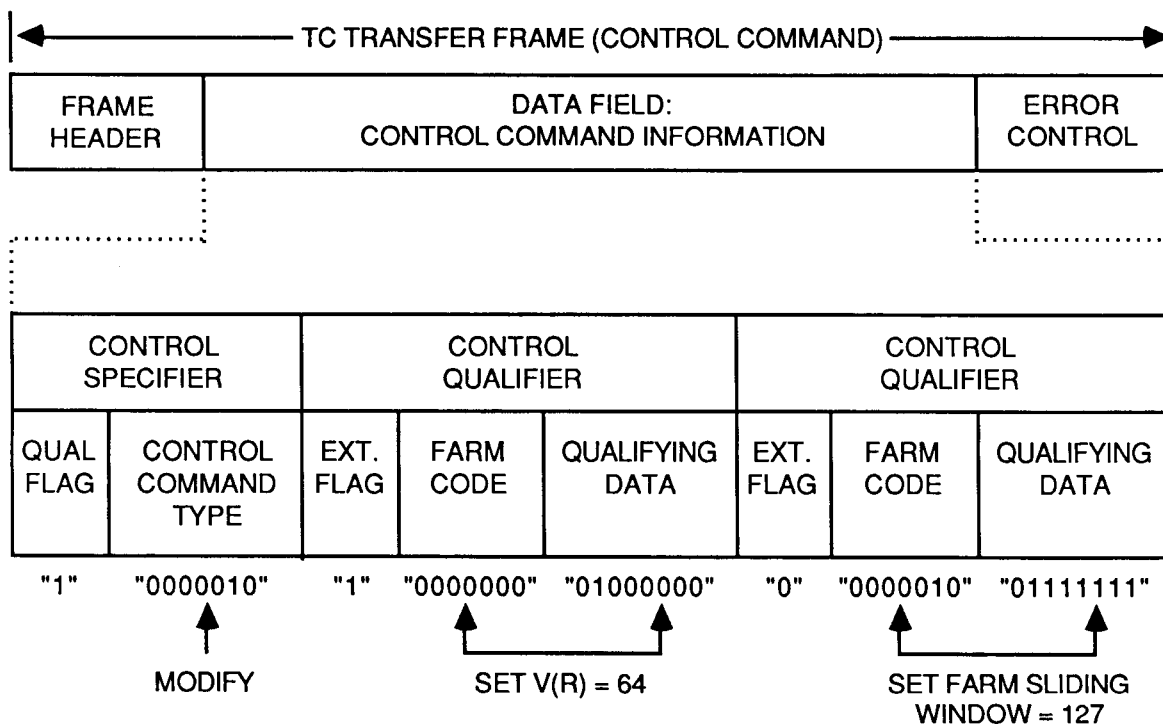 TC TRANSFER FRAME (CONTROL COMMAND)
FRAME HEADER
DATA FIELD:
CONTROL COMMAND INFORMATION
ERROR CONTROL
CONTROL SPECIFIER
CONTROL QUALIFIER
CONTROL QUALIFIER
QUAL FLAG
CONTROL COMMAND TYPE
EXT. FLAG
FARM CODE
QUALIFYING DATA
EXT. FLAG
FARM CODE
QUALIFYING DATA
"1" "0000010" "1" "0000000" "01000000" "0" "0000010" "01111111"
MODIFY
SET V(R) = 64
SET FARM SLIDING
WINDOW = 127